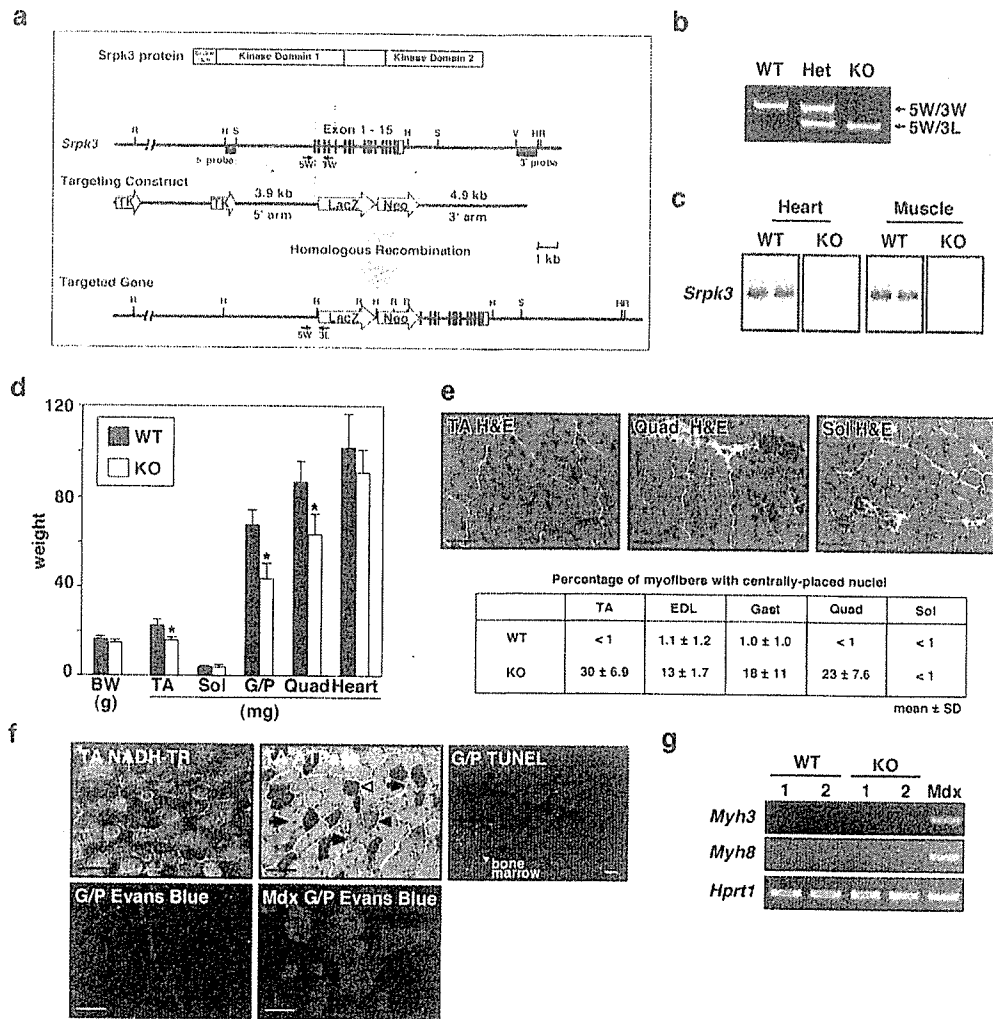 a
Srpk3 protein
Kinase Domain 1
Kinase Domain 2
Exon 1 - 15
R
H S
H
S
V
HR
Srpk3
5' probe
5W
3W
3' probe
Targeting Construct
3.9 kb
4.9 kb
TK
TK
LacZ
Neo
5' arm
3' arm
Homologous Recombination
1 kb
Targeted Gone
R
H
R
R H R R
H
S
HR
LacZ
Neo
5W
3L
b
WT Het KO
5W/3W
5W/3L
c
Heart
Muscle
WT KO
WT KO
Srpk3
d
120
80
40
0
weight
WT
KO
BW
TA
Sol
G/P
Quad
Heart
(g)
(mg)
e
TA H&E
Quad H&E
Sol H&E
Percentage of myofibers with centrally-placed nuclei
TA EDL Gast Quad Sol
WT < 1 1.1 ± 1.2 1.0 ± 1.0 < 1 < 1
KO 30 ± 6.9 13 ± 1.7 18 ± 11 23 ± 7.6 < 1
mean ± SD
f
TA NADH-TR
TA
G/P TUNEL
bone
marrow
G/P Evans Blue
Mdx G/P Evans Blue
g
WT KO
1 2 1 2 Mdx
Myh3
Myh8
Hprt1